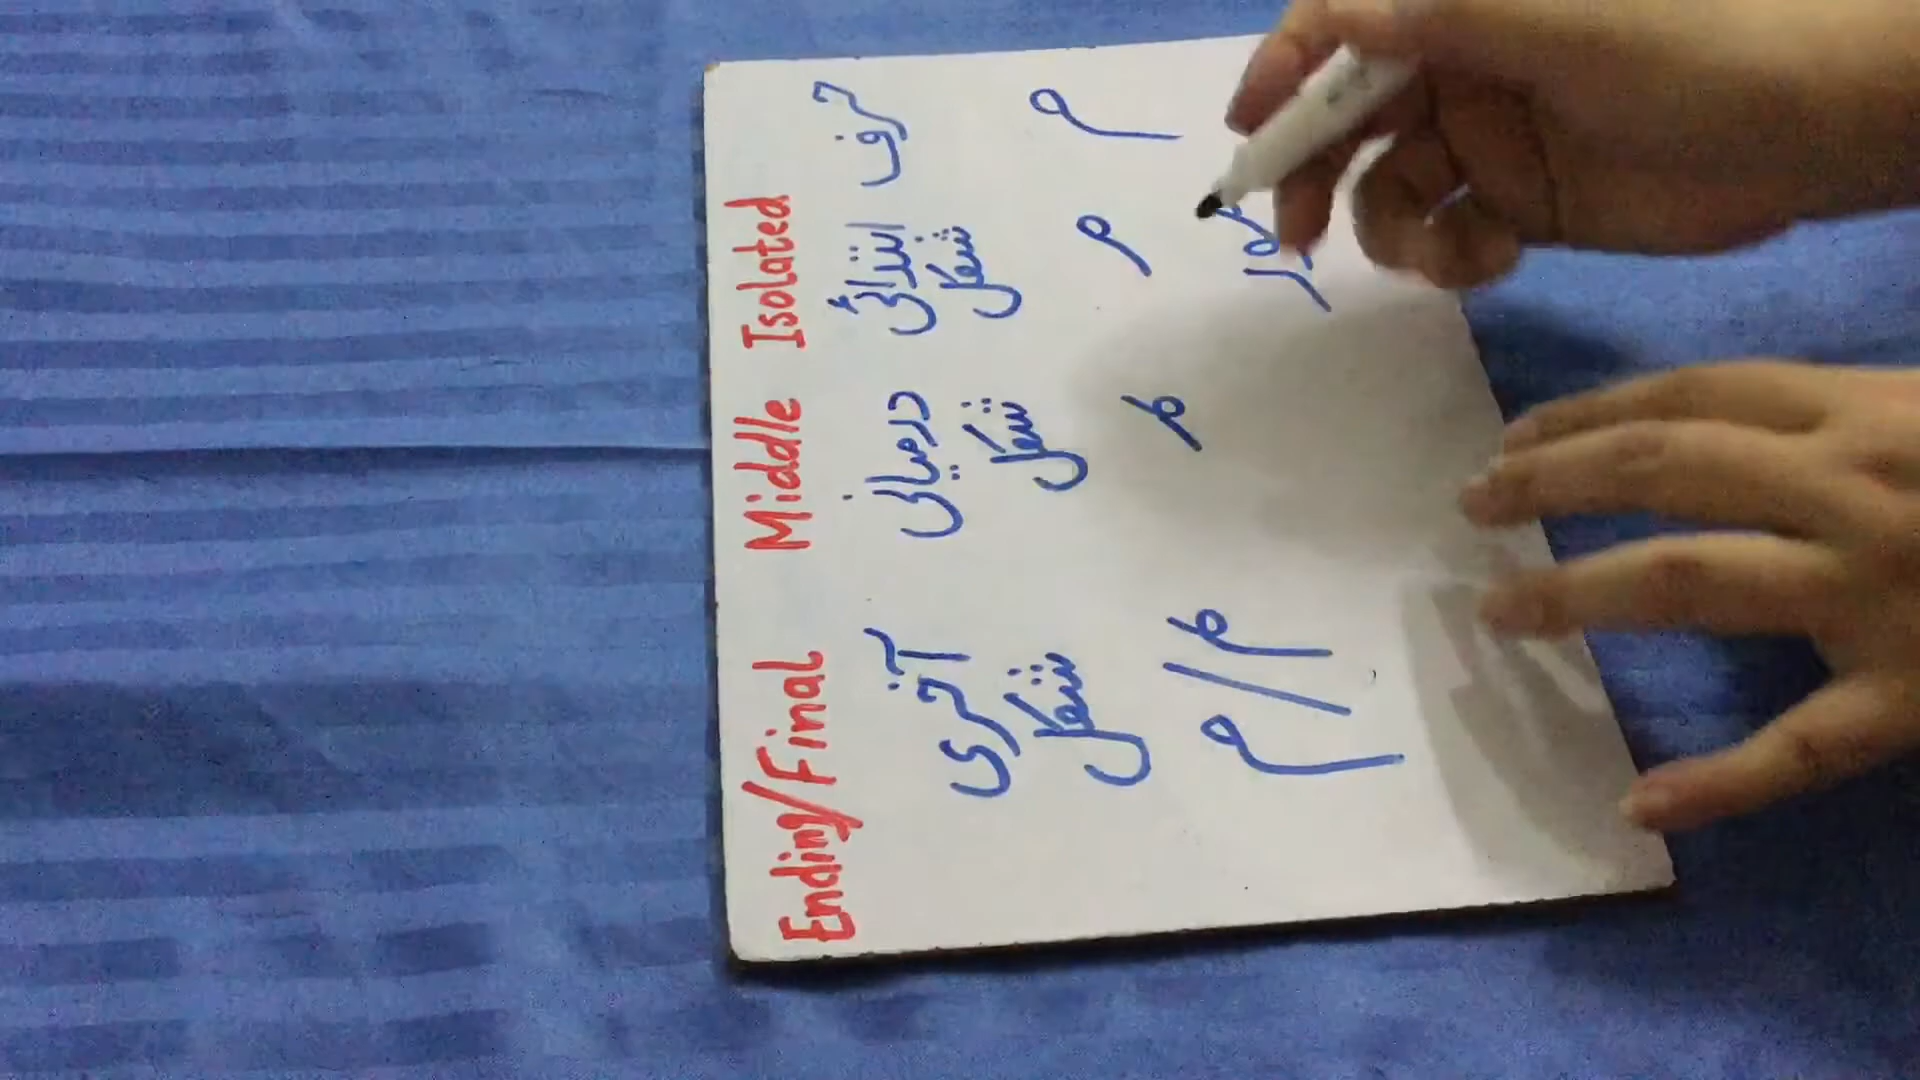 Ending/Final Middle Isolated
حرف ابتدائی درمیانی آخری
شکل شکل شکل
م مـ ـمـ ـم / م